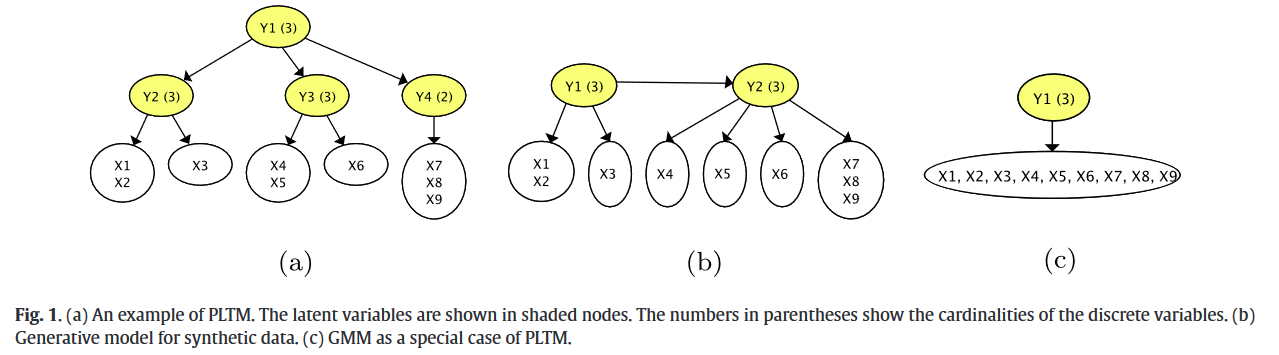 Y1 (3)
Y2 (3)
Y3 (3)
Y4 (2)
X1
X2
X3
X4
X5
X6
X7
X8
X9
(a)
Y1 (3)
Y2 (3)
X1
X2
X3
X4
X5
X6
X7
X8
X9
(b)
Y1 (3)
X1, X2, X3, X4, X5, X6, X7, X8, X9
(c)
Fig. 1. (a) An example of PLTM. The latent variables are shown in shaded nodes. The numbers in parentheses show the cardinalities of the discrete variables. (b)
Generative model for synthetic data. (c) GMM as a special case of PLTM.